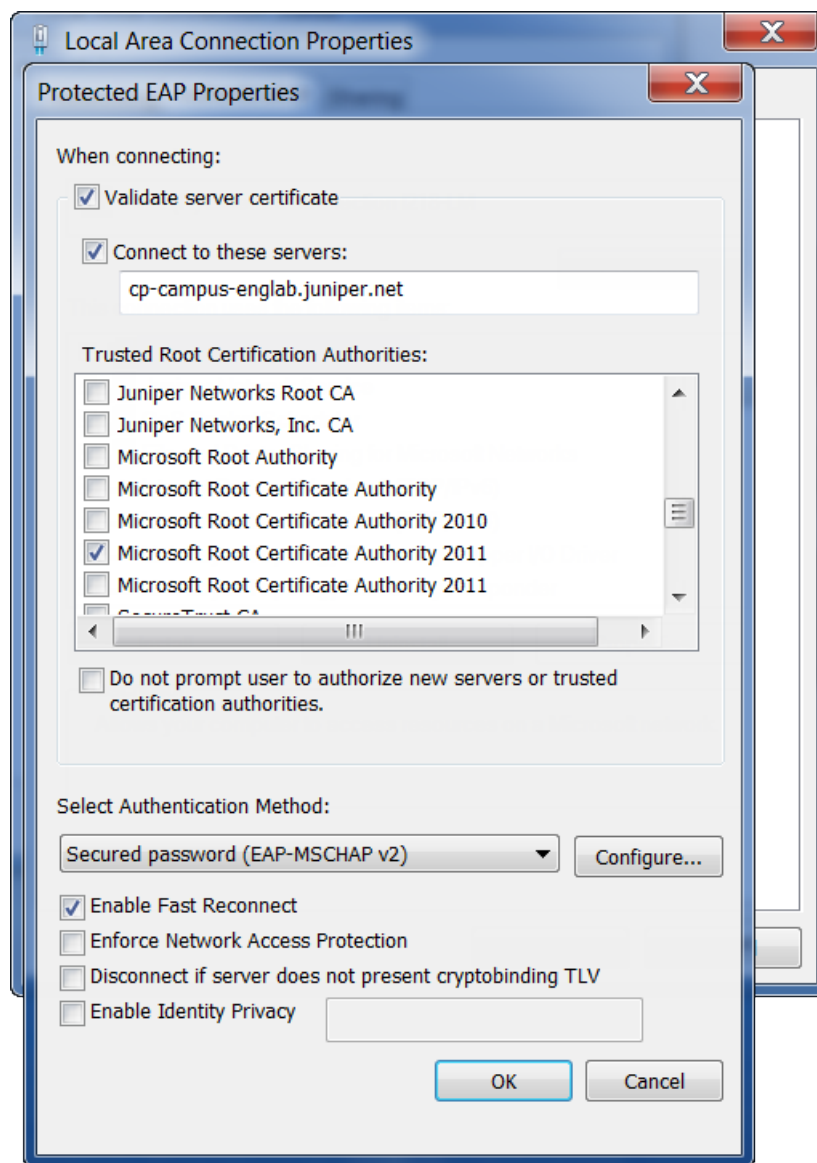 Local Area Connection Properties
Protected EAP Properties
Sharing
When connecting:
Validate server certificate
Connect to these servers:
cp-campus-englab.juniper.net
Trusted Root Certification Authorities:
Juniper Networks Root CA
Juniper Networks, Inc. CA
Microsoft Root Authority
Microsoft Root Certificate Authority
Microsoft Root Certificate Authority 2010
Microsoft Root Certificate Authority 2011
Microsoft Root Certificate Authority 2011
SecureTrust CA
Do not prompt user to authorize new servers or trusted
certification authorities.
Select Authentication Method:
Secured password (EAP-MSCHAP v2)
Configure...
Enable Fast Reconnect
Enforce Network Access Protection
Disconnect if server does not present cryptobinding TLV
Enable Identity Privacy
OK Cancel